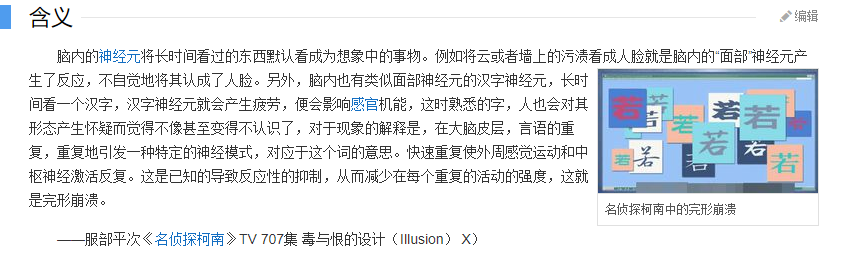 含义
编辑
脑内的神经元将长时间看过的东西默认看成为想象中的事物。例如将云或者墙上的污渍看成人脸就是脑内的“面部”神经元产
生了反应，不自觉地将其认成了人脸。另外，脑内也有类似面部神经元的汉字神经元，长时
间看一个汉字，汉字神经元就会产生疲劳，便会影响感官机能，这时熟悉的字，人也会对其
形态产生怀疑而觉得不像甚至变得不认识了，对于现象的解释是，在大脑皮层，言语的重
复，重复地引发一种特定的神经模式，对应于这个词的意思。快速重复使外周感觉运动和中
枢神经激活反复。这是已知的导致反应性的抑制，从而减少在每个重复的活动的强度，这就
是完形崩溃。
——服部平次《名侦探柯南》TV 707集 毒与恨的设计（Illusion） X）
若
若
若
若
若
若
若
若
若
若
名侦探柯南中的完形崩溃